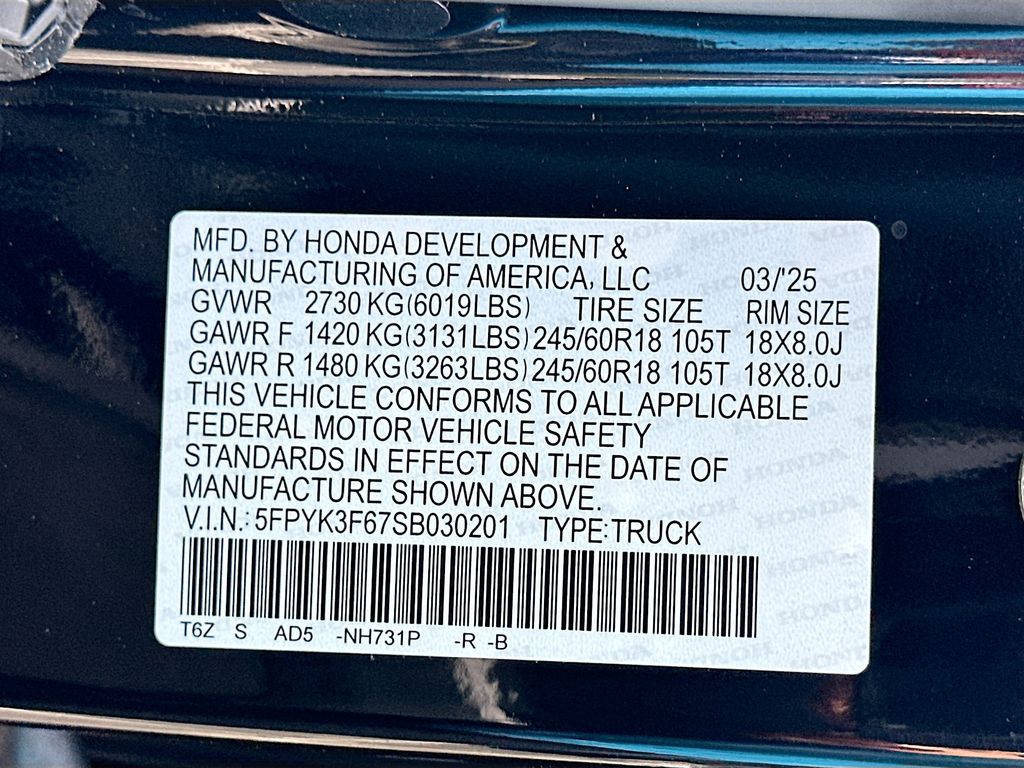 MFD. BY HONDA DEVELOPMENT &
MANUFACTURING OF AMERICA, LLC 03/'25
GVWR 2730 KG(6019LBS) TIRE SIZE RIM SIZE
GAWR F 1420 KG(3131LBS) 245/60R18 105T 18X8.0J
GAWR R 1480 KG(3263LBS) 245/60R18 105T 18X8.0J
THIS VEHICLE CONFORMS TO ALL APPLICABLE
FEDERAL MOTOR VEHICLE SAFETY
STANDARDS IN EFFECT ON THE DATE OF
MANUFACTURE SHOWN ABOVE.
V.I.N.: 5FPYK3F67SB030201 TYPE: TRUCK
T6Z S AD5 -NH731P -R -B